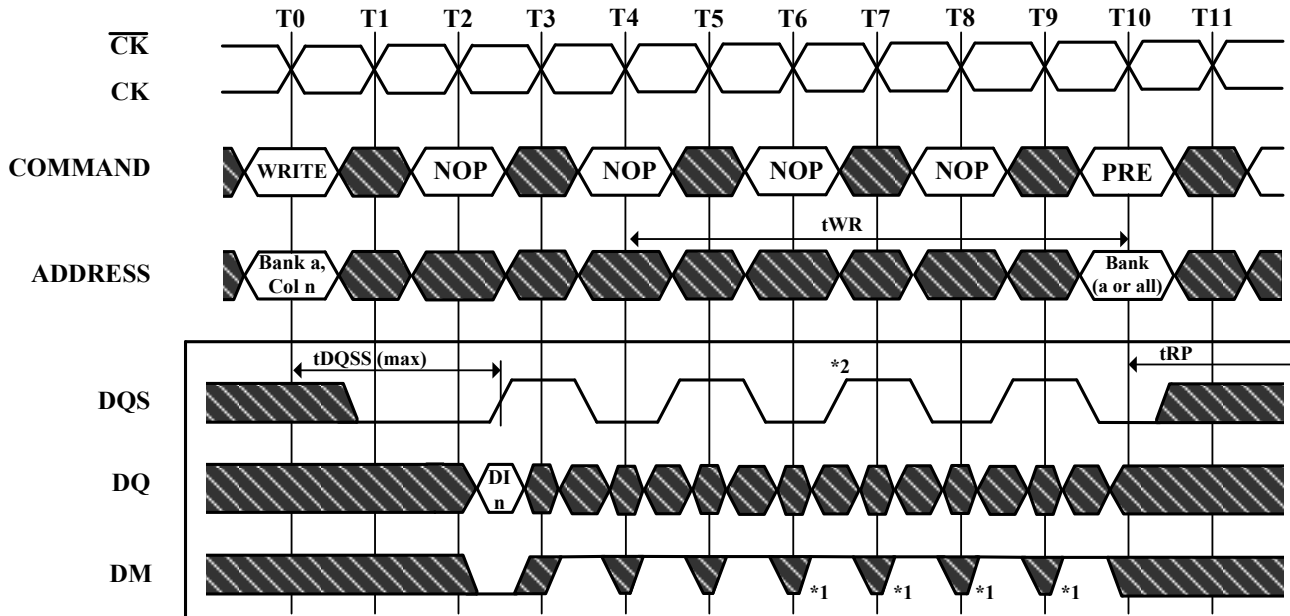 T0 T1 T2 T3 T4 T5 T6 T7 T8 T9 T10 T11
CK
CK
COMMAND WRITE NOP NOP NOP NOP PRE
tWR
ADDRESS Bank a, Col n Bank (a or all)
tDQSS (max) *2 tRP
DQS
DQ DI n
DM *1 *1 *1 *1